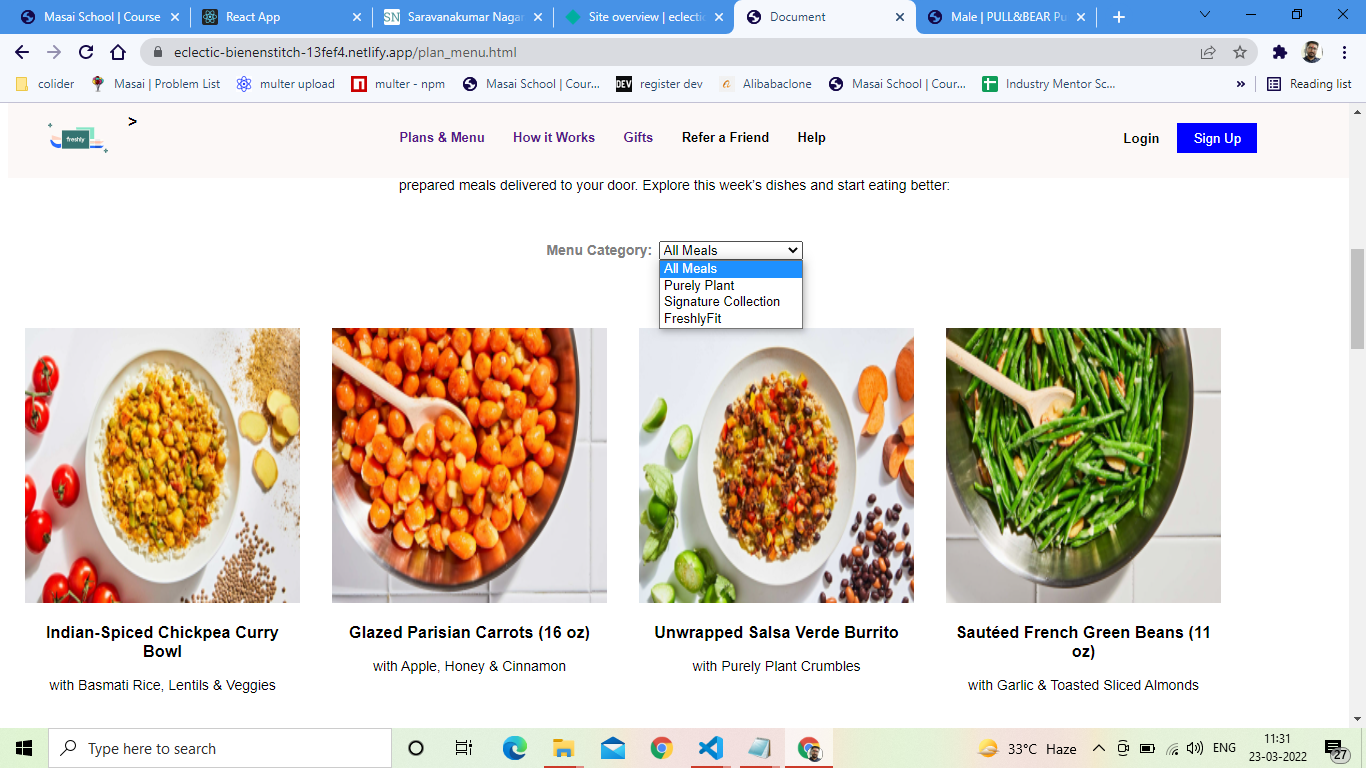 Masai School | Course
React App
Saravanakumar Nagar
Site overview | eclectic
Document
Male | PULL&BEAR Pu
eclectic-bienenstitch-13fef4.netlify.app/plan_menu.html
colider
Masai | Problem List
multer upload
multer - npm
Masai School | Cour...
DEV register dev
Alibabaclone
Masai School | Cour...
Industry Mentor Sc...
»
Reading list
freshly
>
Plans & Menu
How it Works
Gifts
Refer a Friend
Help
Login
Sign Up
prepared meals delivered to your door. Explore this week's dishes and start eating better:
Menu Category: All Meals
All Meals
Purely Plant
Signature Collection
FreshlyFit
Indian-Spiced Chickpea Curry
Bowl
with Basmati Rice, Lentils & Veggies
Glazed Parisian Carrots (16 oz)
with Apple, Honey & Cinnamon
Unwrapped Salsa Verde Burrito
with Purely Plant Crumbles
Sautéed French Green Beans (11
oz)
with Garlic & Toasted Sliced Almonds
Type here to search
33°C Haze
ENG
11:31
23-03-2022
27